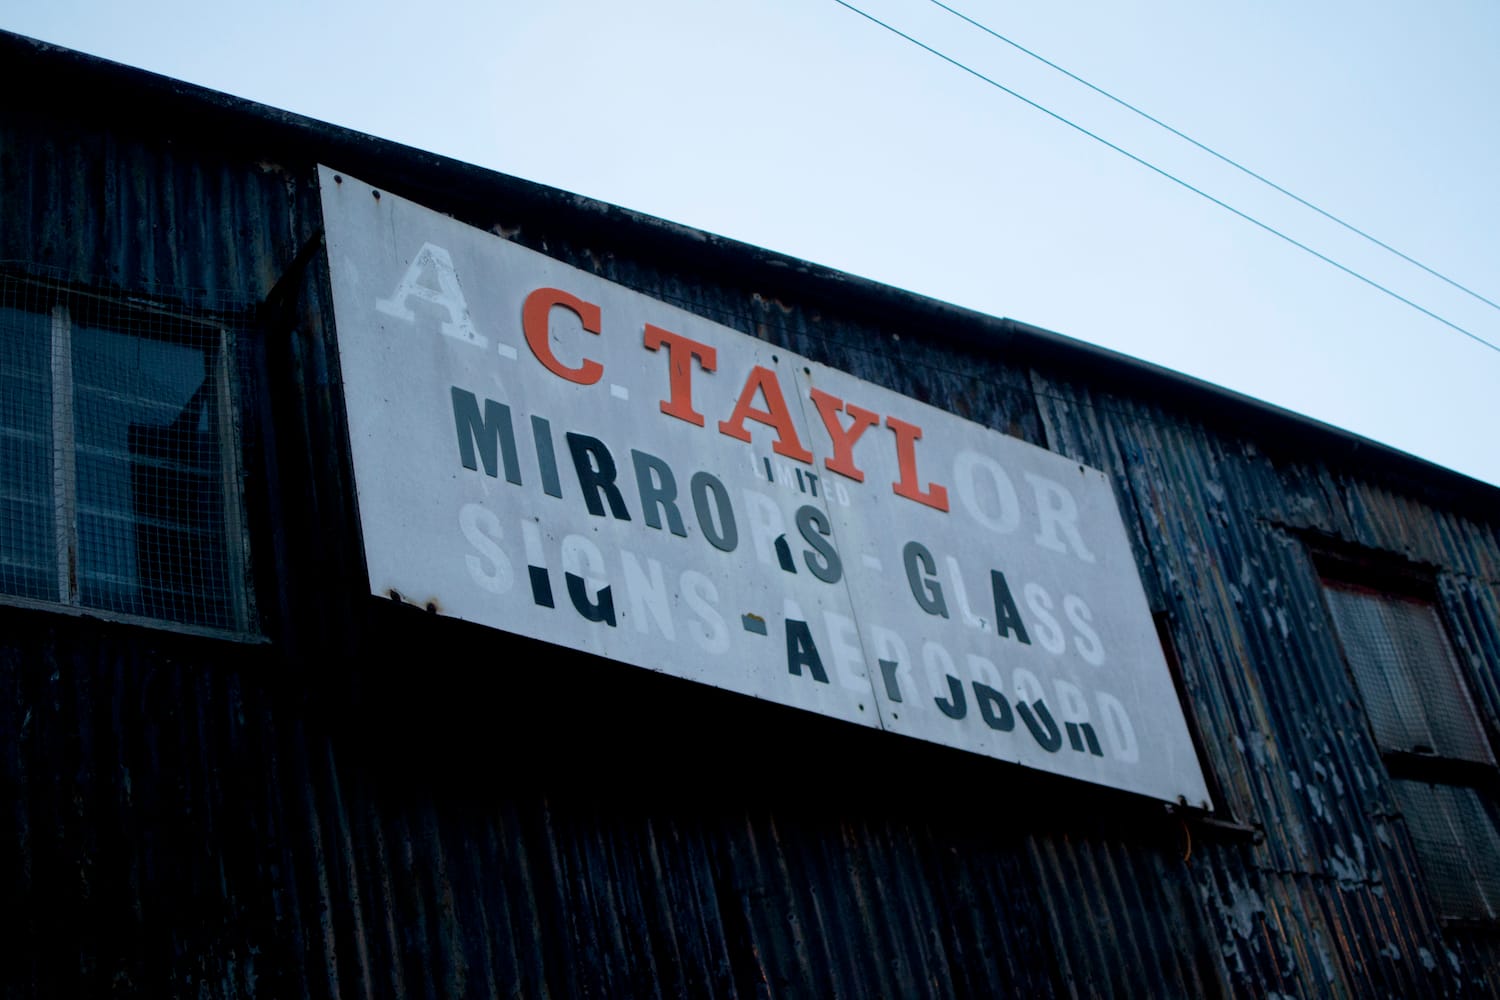 A.C.TAYLOR
LIMITED
MIRRORS - GLASS
SIGNS - AEROBORD